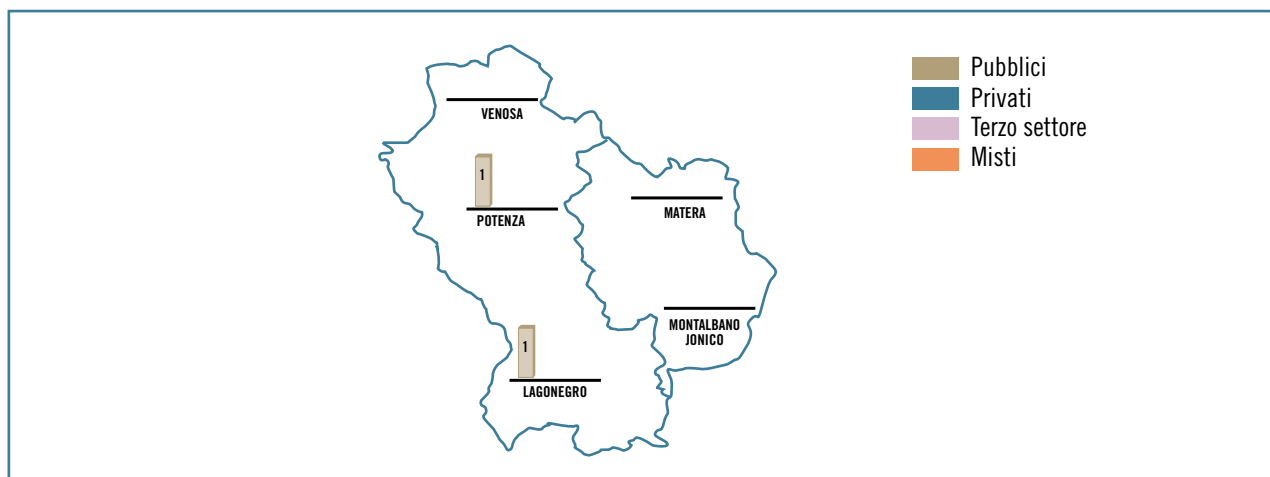 Pubblici
Privati
Terzo settore
Misti
VENOSA
1
POTENZA
MATERA
MONTALBANO
JONICO
1
LAGONEGRO